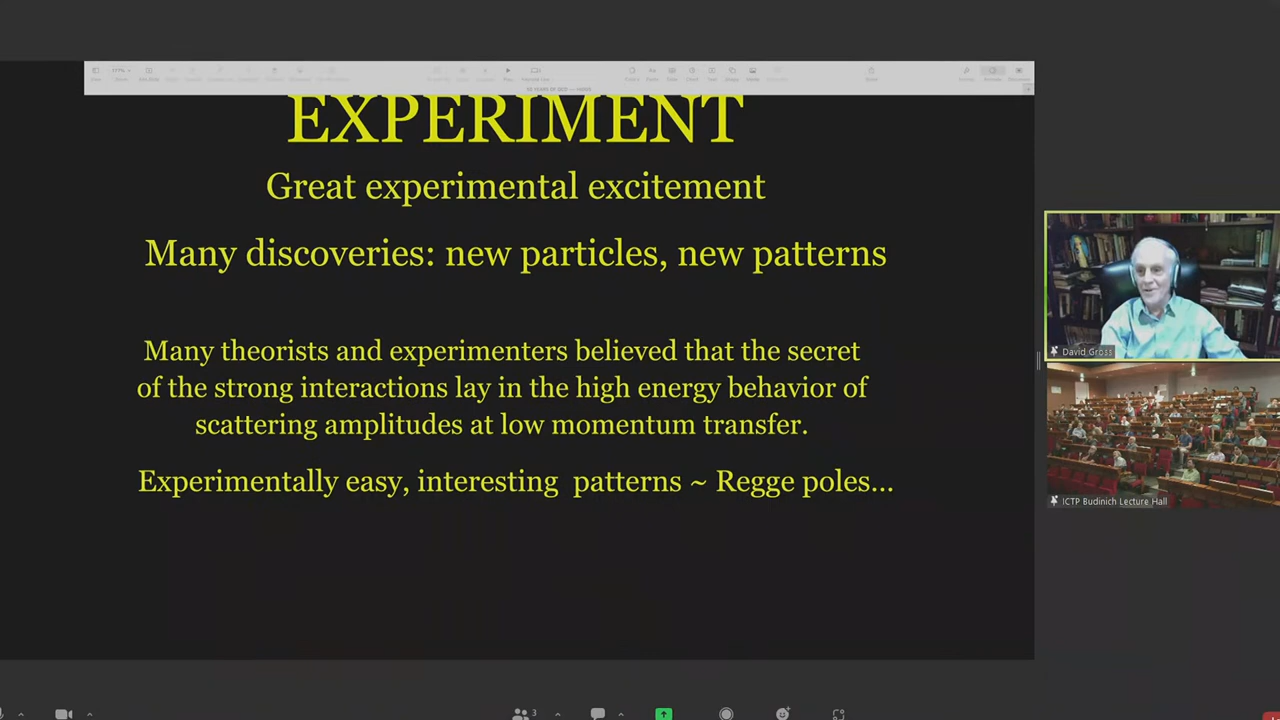 EXPERIMENT
Great experimental excitement
Many discoveries: new particles, new patterns
Many theorists and experimenters believed that the secret
of the strong interactions lay in the high energy behavior of
scattering amplitudes at low momentum transfer.
Experimentally easy, interesting patterns ~ Regge poles...
David Gross
ICTP Budinich Lecture Hall
3